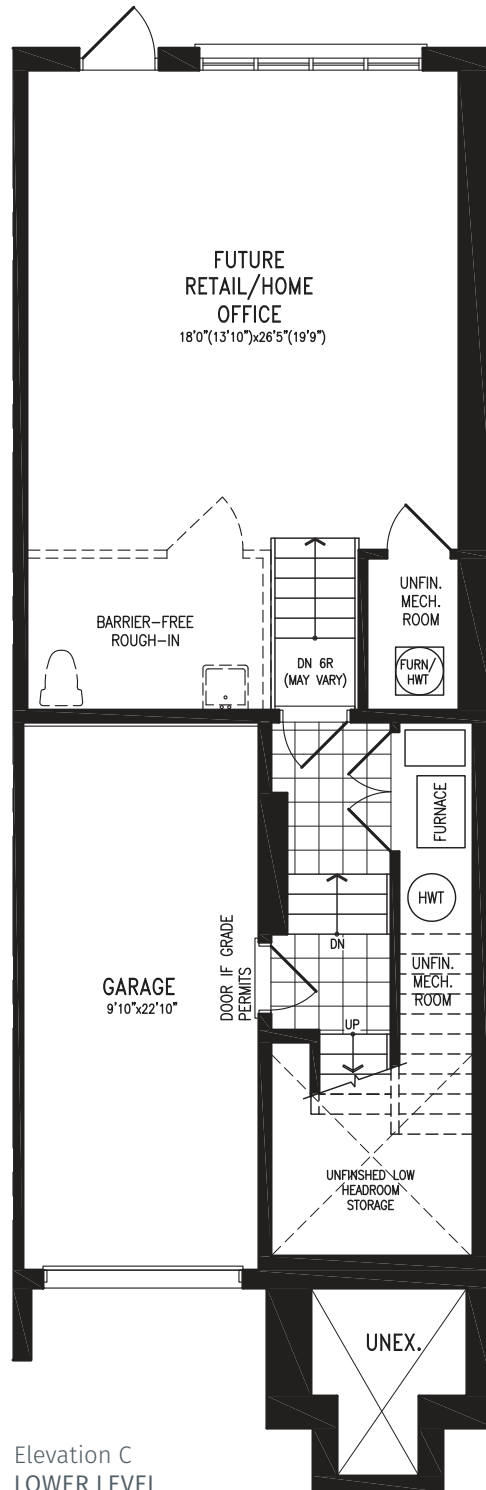 FUTURE
RETAIL/HOME
OFFICE
18'0"(13'10")x26'5"(19'9")
BARRIER-FREE
ROUGH-IN
DN 6R
(MAY VARY)
UNFIN.
MECH.
ROOM
FURN/
HWT
FURNACE
HWT
DN
UNFIN.
MECH.
ROOM
GARAGE
9'10"x22'10"
DOOR IF GRADE
PERMITS
UP
UNFINISHED LOW
HEADROOM
STORAGE
UNEX.
Elevation C
LOWER LEVEL